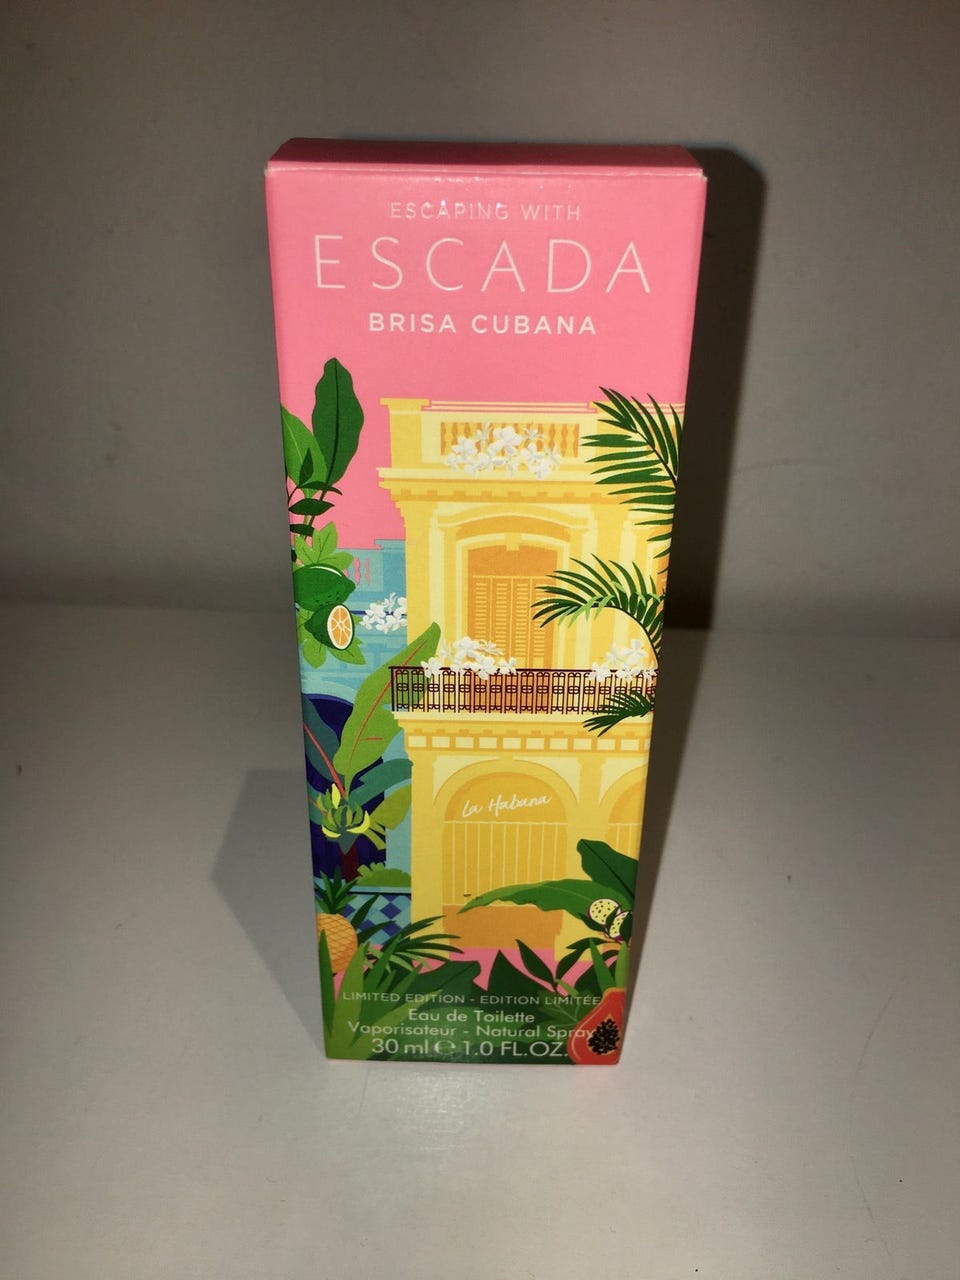 ESCAPING WITH
ESCADA
BRISA CUBANA
La Habana
LIMITED EDITION - EDITION LIMITÉE
Eau de Toilette
Vaporisateur - Natural Spray
30 ml ℮ 1.0 FL.OZ.